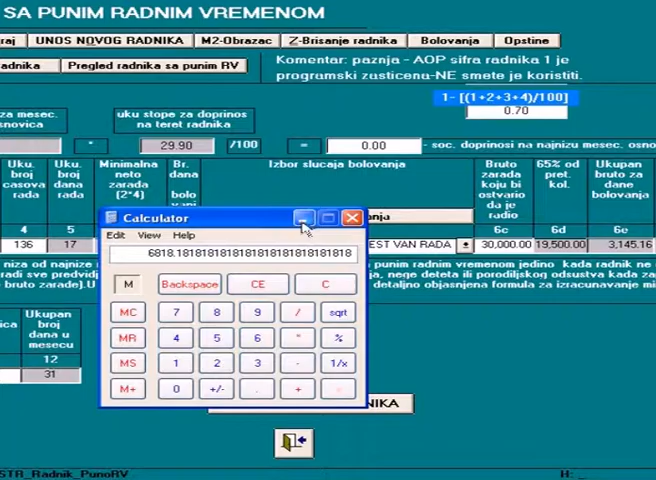 SA PUNIM RADNIM VREMENOM
raj UNOS NOVOG RADNIKA M2-Obrazac Z-Brisanje radnika Bolovanja Opstine
adnika Pregled radnika sa punim RV
Komentar: paznja - AOP sifra radnika 1 je
programski zasticena-NE smete je koristiti.
1- [(1+2+3+4)/100]
0.70
za mesec.
snovica
uku stope za doprinos
na teret radnika
* 29.90 /100 = 0.00 - soc. doprinosi na najnizu mesec. osno
Uku.
broj
casova
rada
Uku.
broj
dana
rada
Minimalna
neto
zarada
(2*4)
Br.
dana
bolo
Izbor slucaja bolovanja
Bruto
zarada
koju bi
ostvario
da je
radio
65% od
pret.
kol.
Ukupan
bruto za
dane
bolovanja
4 5 6c 6d 6e
anja
136 17 EST VAN RADA 30,000.00 19,500.00 3,145.16
Calculator
Edit View Help
M Backspace CE C
MC 7 8 9 / sqrt
MR 4 5 6 * %
MS 1 2 3 - 1/x
M+ 0 +/- . + =
niza od najnize
radi sve predvidj
e bruto zarade).U
punim radnim vremenom jedino kada radnik ne
nege deteta ili porodiljskog odsustva kada za
detaljno objasnjena formula za izracunavanje mi
ica
Ukupan
broj
dana u
mesecu
12
31
NIKA
STR_Radnik_PunoRV
H: _